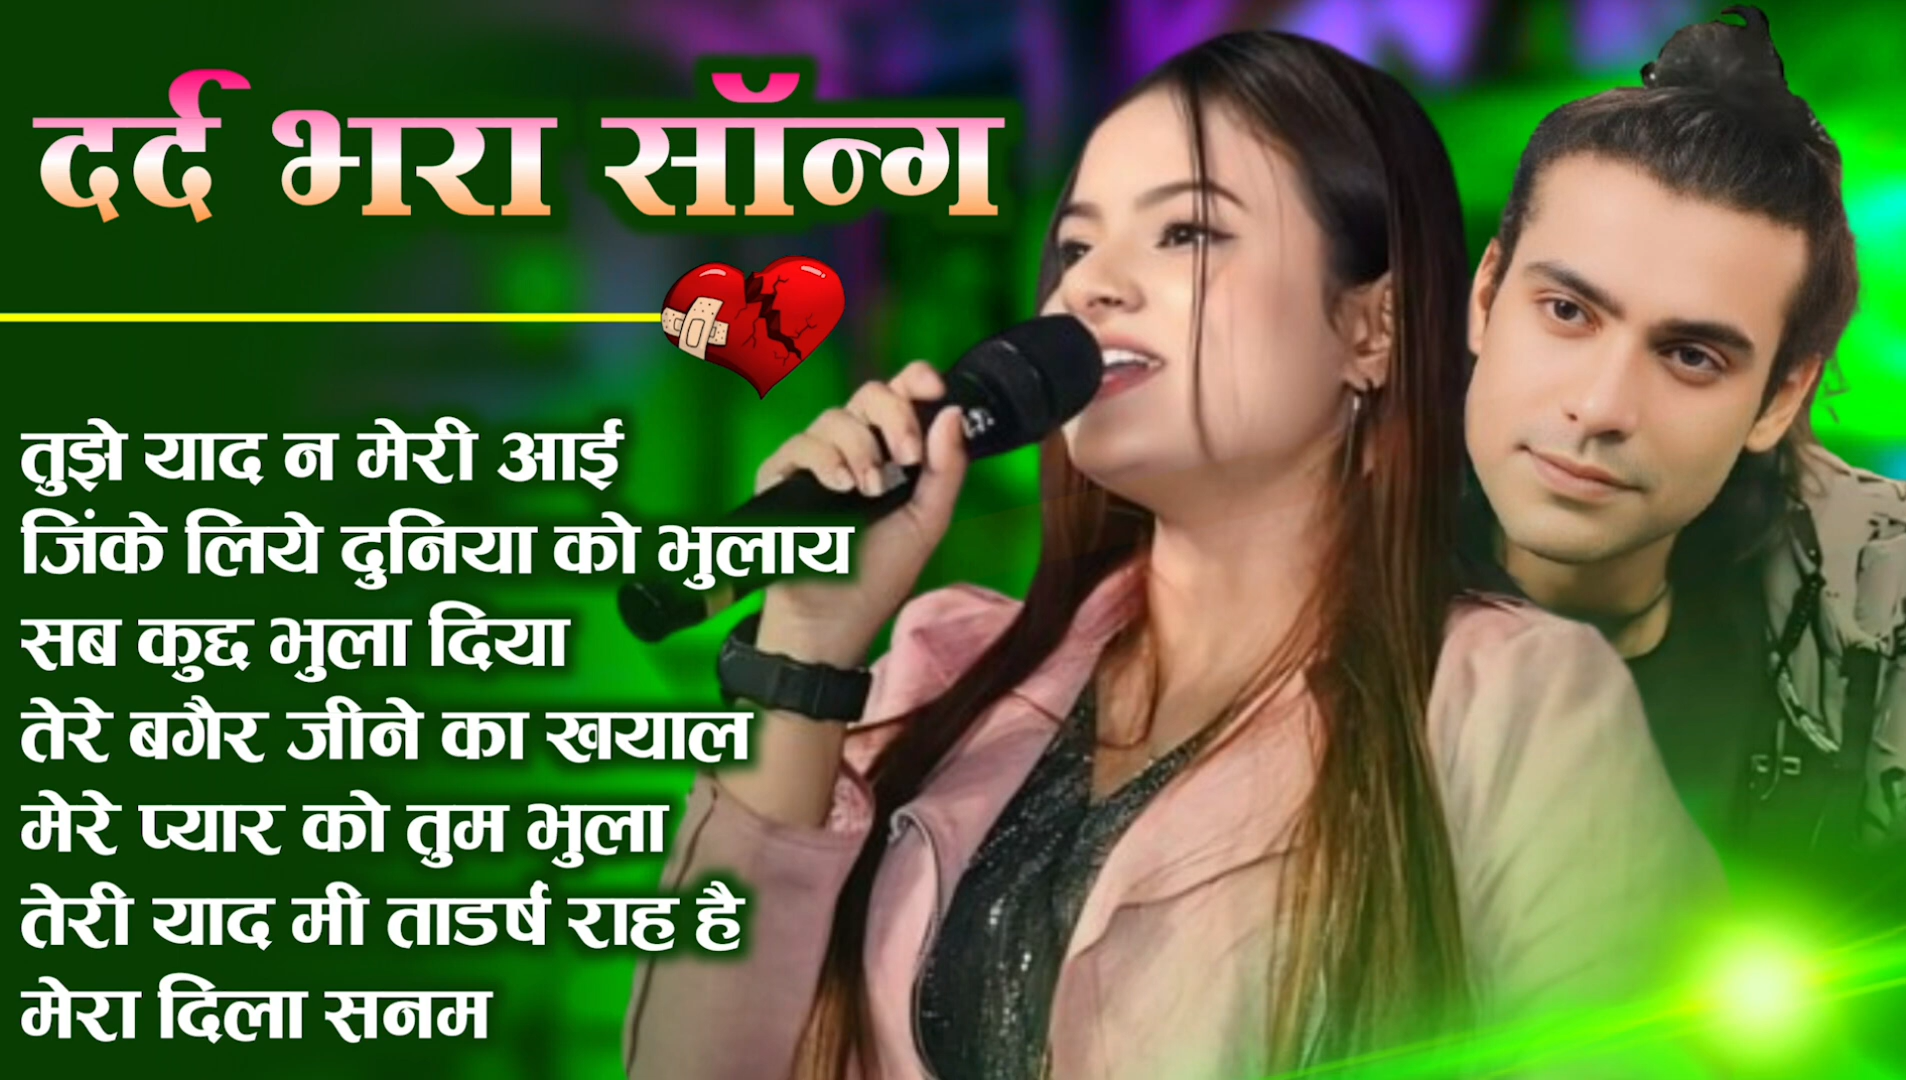 दर्द भरा सॉन्ग
तुझे याद न मेरी आई
जिंके लिये दुनिया को भुलाय
सब कुद्द भुला दिया
तेरे बगैर जीने का खयाल
मेरे प्यार को तुम भुला
तेरी याद मी ताडर्ष राह है
मेरा दिला सनम